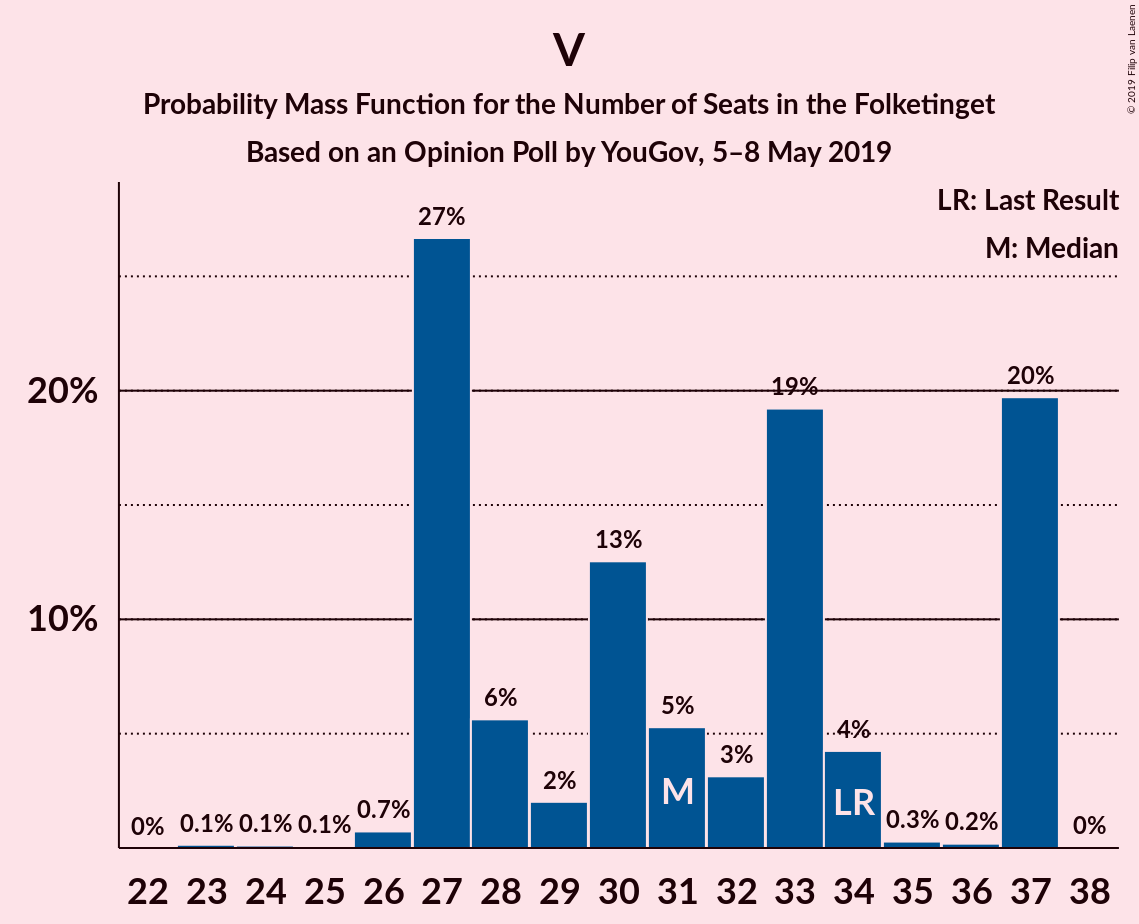 V
Probability Mass Function for the Number of Seats in the Folketinget
Based on an Opinion Poll by YouGov, 5–8 May 2019
© 2019 Filip van Laenen
LR: Last Result
M: Median
20%
10%
0%
0.1%
0.1%
0.1%
0.7%
27%
6%
2%
13%
5%
3%
19%
4%
0.3%
0.2%
20%
0%
M
LR
22 23 24 25 26 27 28 29 30 31 32 33 34 35 36 37 38